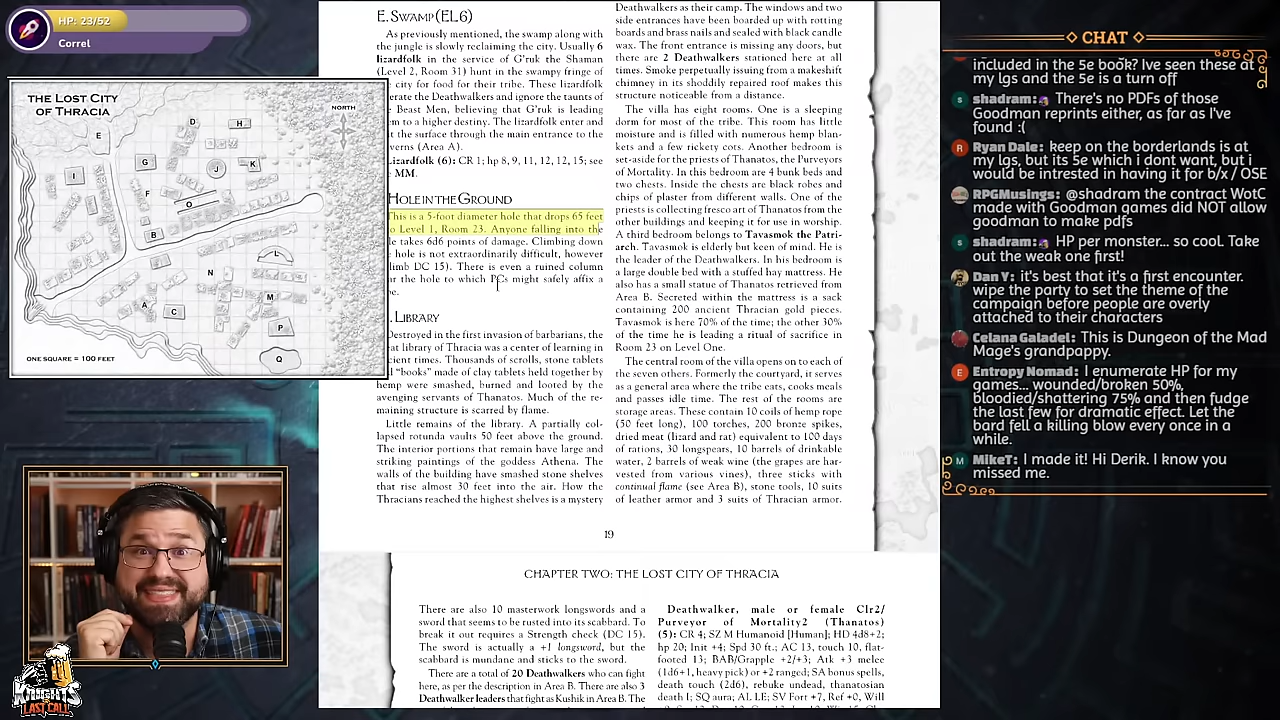 HP: 23/52
Correl
THE LOST CITY
OF THRACIA
NORTH
D
H
E
G
J
K
I
F
O
B
L
N
M
A
C
P
Q
ONE SQUARE = 100 FEET
KNIGHTS
LAST CALL
E. SWAMP (EL 6)
As previously mentioned, the swamp along with
the jungle is slowly reclaiming the city. Usually 6
lizardfolk in the service of G'ruk the Shaman
(Level 2, Room 31) hunt in the swampy fringe of
city for food for their tribe. These lizardfolk
erate the Deathwalkers and ignore the taunts of
Beast Men, believing that G'ruk is leading
em to a higher destiny. The lizardfolk enter and
t the surface through the main entrance to the
verns (Area A).
Lizardfolk (6): CR 1; hp 8, 9, 11, 12, 12, 15; see
MM.
HOLE IN THE GROUND
This is a 5-foot diameter hole that drops 65 feet
o Level 1, Room 23. Anyone falling into the
le takes 6d6 points of damage. Climbing down
hole is not extraordinarily difficult, however
limb DC 15). There is even a ruined column
r the hole to which PCs might safely affix a
pe.
. LIBRARY
Destroyed in the first invasion of barbarians, the
at library of Thracia was a center of learning in
cient times. Thousands of scrolls, stone tablets
l "books" made of clay tablets held together by
hemp were smashed, burned and looted by the
avenging servants of Thanatos. Much of the re-
maining structure is scarred by flame.
Little remains of the library. A partially col-
lapsed rotunda vaults 50 feet above the ground.
The interior portions that remain have large and
striking paintings of the goddess Athena. The
walls of the building have smashed stone shelves
that rise almost 30 feet into the air. How the
Thracians reached the highest shelves is a mystery
Deathwalkers as their camp. The windows and two
side entrances have been boarded up with rotting
boards and brass nails and sealed with black candle
wax. The front entrance is missing any doors, but
there are 2 Deathwalkers stationed here at all
times. Smoke perpetually issuing from a makeshift
chimney in its shoddily repaired roof makes this
structure noticeable from a distance.
The villa has eight rooms. One is a sleeping
dorm for most of the tribe. This room has little
moisture and is filled with numerous hemp blan-
kets and a few rickety cots. Another bedroom is
set-aside for the priests of Thanatos, the Purveyors
of Mortality. In this bedroom are 4 bunk beds and
two chests. Inside the chests are black robes and
chips of plaster from different walls. One of the
priests is collecting fresco art of Thanatos from the
other buildings and keeping it for use in worship.
A third bedroom belongs to Tavasmok the Patri-
arch. Tavasmok is elderly but keen of mind. He is
the leader of the Deathwalkers. In his bedroom is
a large double bed with a stuffed hay mattress. He
also has a small statue of Thanatos retrieved from
Area B. Secreted within the mattress is a sack
containing 200 ancient Thracian gold pieces.
Tavasmok is here 70% of the time; the other 30%
of the time he is leading a ritual of sacrifice in
Room 23 on Level One.
The central room of the villa opens on to each of
the seven others. Formerly the courtyard, it serves
as a general area where the tribe eats, cooks meals
and passes idle time. The rest of the rooms are
storage areas. These contain 10 coils of hemp rope
(50 feet long), 100 torches, 200 bronze spikes,
dried meat (lizard and rat) equivalent to 100 days
of rations, 30 longspears, 10 barrels of drinkable
water, 2 barrels of weak wine (the grapes are har-
vested from various vines), three sticks with
continual flame (see Area B), stone tools, 10 suits
of leather armor and 3 suits of Thracian armor.
19
CHAPTER TWO: THE LOST CITY OF THRACIA
There are also 10 masterwork longswords and a
sword that seems to be rusted into its scabbard. To
break it out requires a Strength check (DC 15).
The sword is actually a +1 longsword, but the
scabbard is mundane and sticks to the sword.
There are a total of 20 Deathwalkers who can fight
here, as per the description in Area B. There are also 3
Deathwalker leaders that fight as Kushik in Area B. The
Deathwalker, male or female Clr2/
Purveyor of Mortality2 (Thanatos)
(5): CR 4; SZ M Humanoid [Human]; HD 4d8+2;
hp 20; Init +4; Spd 30 ft.; AC 13, touch 10, flat-
footed 13; BAB/Grapple +2/+3; Atk +3 melee
(1d6+1, heavy pick) or +2 ranged; SA bonus spells,
death touch (2d6), rebuke undead, thanatosian
death I; SQ aura; AL LE; SV Fort +7, Ref +0, Will
CHAT
included in the 5e book? Ive seen these at
my lgs and the 5e is a turn off
shadram: There's no PDFs of those
Goodman reprints either, as far as I've
found :(
Ryan Dale: keep on the borderlands is at
my lgs, but its 5e which i dont want, but i
would be intrested in having it for b/x / OSE
RPGMusings: @shadram the contract WotC
made with Goodman games did NOT allow
goodman to make pdfs
shadram: HP per monster... so cool. Take
out the weak one first!
Dan Y: it's best that it's a first encounter.
wipe the party to set the theme of the
campaign before people are overly
attached to their characters
Celana Galadel: This is Dungeon of the Mad
Mage's grandpappy.
Entropy Nomad: I enumerate HP for my
games... wounded/broken 50%,
bloodied/shattering 75% and then fudge
the last few for dramatic effect. Let the
bard fell a killing blow every once in a
while.
MikeT: I made it! Hi Derik. I know you
missed me.